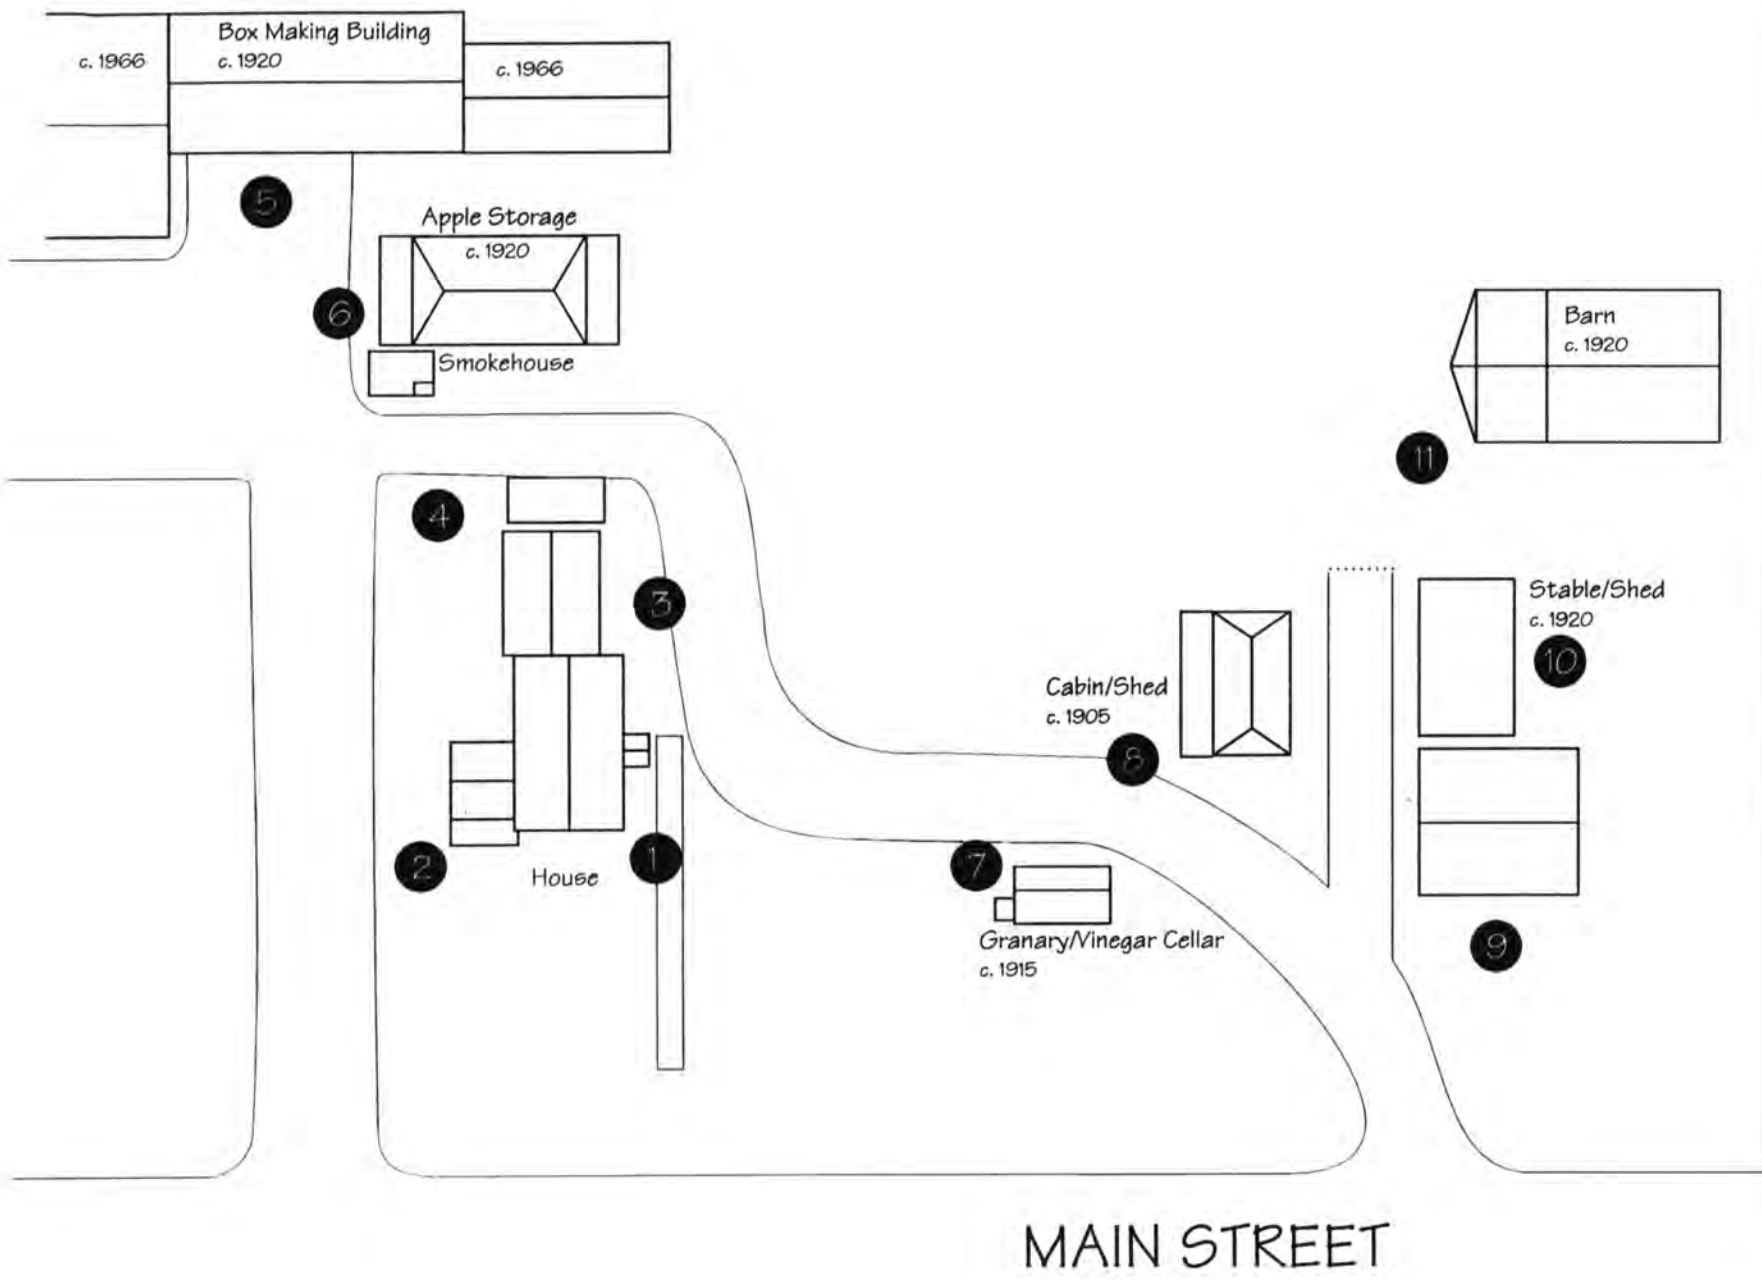 Box Making Building
c. 1966
c. 1920
c. 1966
5
Apple Storage
c. 1920
6
Smokehouse
Barn
c. 1920
11
4
3
Stable/Shed
c. 1920
10
Cabin/Shed
c. 1905
8
2
House
1
7
Granary/Vinegar Cellar
c. 1915
9
MAIN STREET